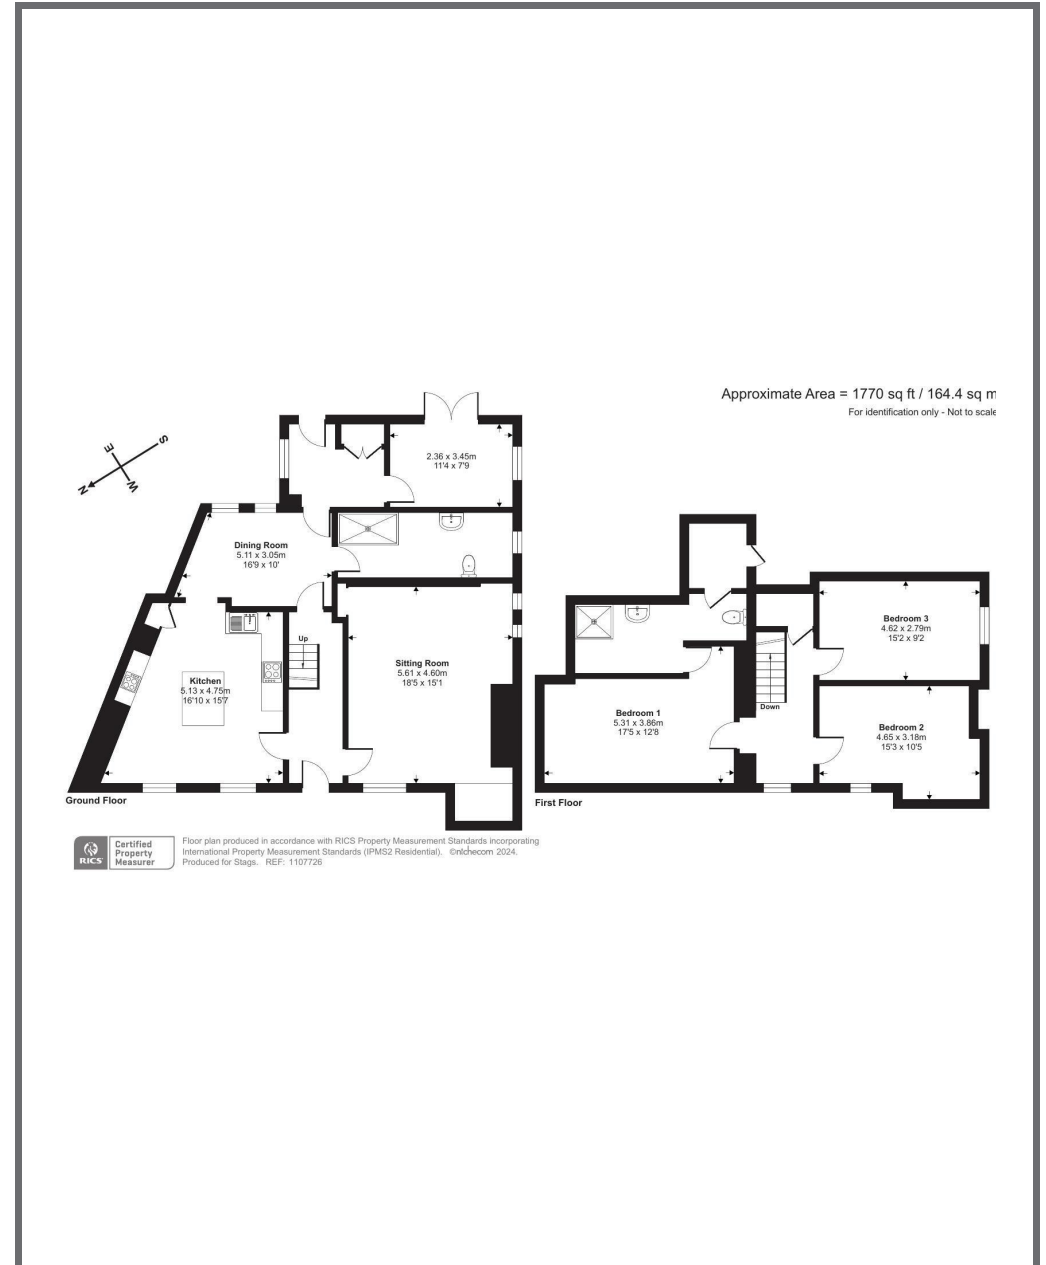 Approximate Area = 1770 sq ft / 164.4 sq m
For identification only - Not to scale
N
E
S
W
2.36 x 3.45m
11'4 x 7'9
Dining Room
5.11 x 3.05m
16'9 x 10'
Up
Sitting Room
5.61 x 4.60m
18'5 x 15'1
Kitchen
5.13 x 4.75m
16'10 x 15'7
Ground Floor
Bedroom 3
4.62 x 2.79m
15'2 x 9'2
Bedroom 1
5.31 x 3.86m
17'5 x 12'8
Down
Bedroom 2
4.65 x 3.18m
15'3 x 10'5
First Floor
RICS
Certified
Property
Measurer
Floor plan produced in accordance with RICS Property Measurement Standards incorporating
International Property Measurement Standards (IPMS2 Residential). ©ntchecom 2024.
Produced for Stags. REF: 1107726